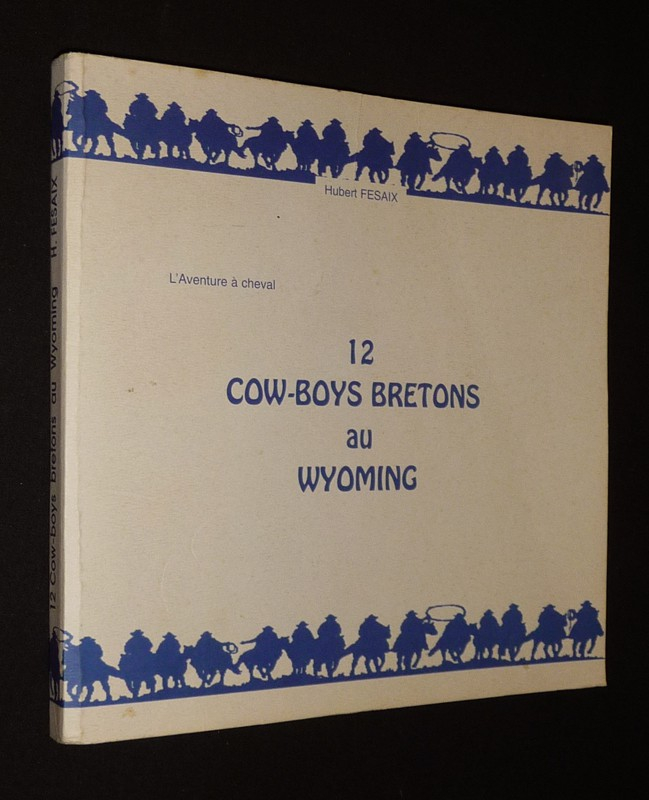 Hubert FESAIX
L'Aventure à cheval
12
COW-BOYS BRETONS
au
WYOMING
12 Cow-boys bretons au Wyoming H. FESAIX